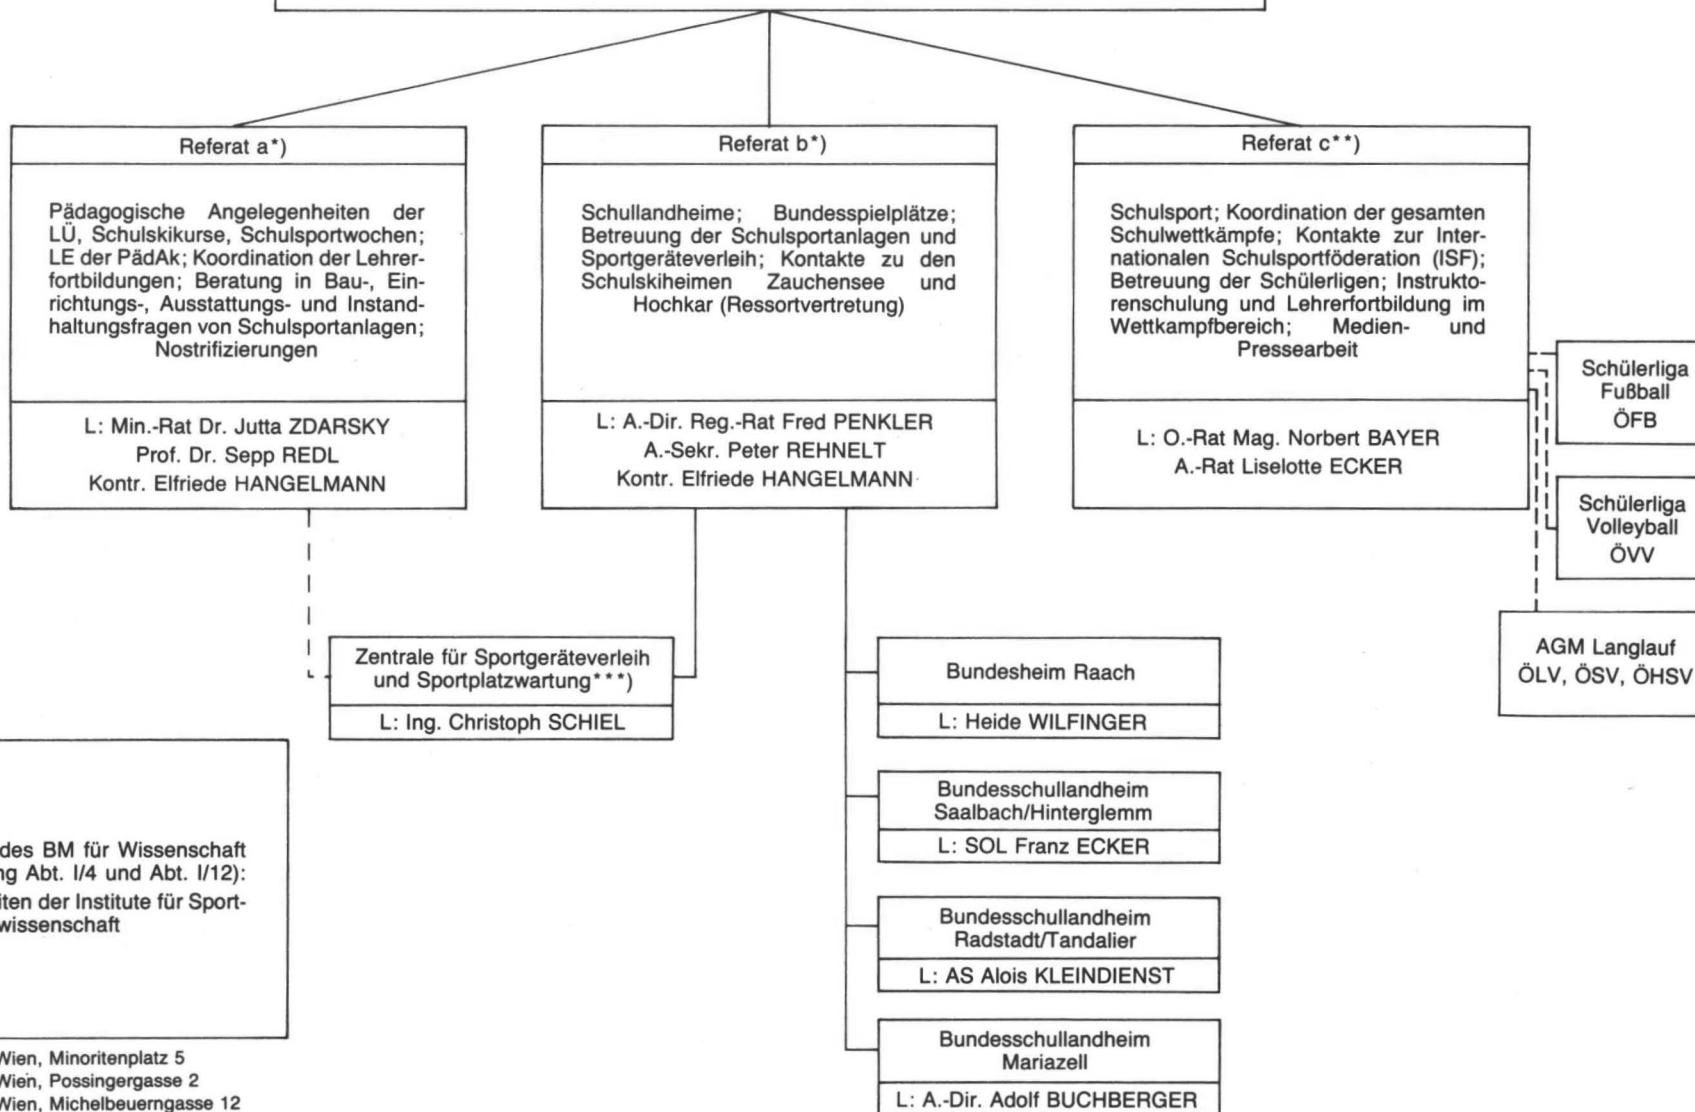 Referat a*)
Pädagogische Angelegenheiten der
LÜ, Schulskikurse, Schulsportwochen;
LE der PädAk; Koordination der Lehrer-
fortbildungen; Beratung in Bau-, Ein-
richtungs-, Ausstattungs- und Instand-
haltungsfragen von Schulsportanlagen;
Nostrifizierungen
L: Min.-Rat Dr. Jutta ZDARSKY
Prof. Dr. Sepp REDL
Kontr. Elfriede HANGELMANN
Referat b*)
Schullandheime; Bundesspielplätze;
Betreuung der Schulsportanlagen und
Sportgeräteverleih; Kontakte zu den
Schulskiheimen Zauchensee und
Hochkar (Ressortvertretung)
L: A.-Dir. Reg.-Rat Fred PENKLER
A.-Sekr. Peter REHNELT
Kontr. Elfriede HANGELMANN
Referat c**)
Schulsport; Koordination der gesamten
Schulwettkämpfe; Kontakte zur Inter-
nationalen Schulsportföderation (ISF);
Betreuung der Schülerligen; Instrukto-
renschulung und Lehrerfortbildung im
Wettkampfbereich; Medien- und
Pressearbeit
L: O.-Rat Mag. Norbert BAYER
A.-Rat Liselotte ECKER
Schülerliga
Fußball
ÖFB
Schülerliga
Volleyball
ÖVV
AGM Langlauf
ÖLV, ÖSV, ÖHSV
Zentrale für Sportgeräteverleih
und Sportplatzwartung***)
L: Ing. Christoph SCHIEL
Bundesheim Raach
L: Heide WILFINGER
Bundesschullandheim
Saalbach/Hinterglemm
L: SOL Franz ECKER
Bundesschullandheim
Radstadt/Tandalier
L: AS Alois KLEINDIENST
Bundesschullandheim
Mariazell
L: A.-Dir. Adolf BUCHBERGER
des BM für Wissenschaft
ng Abt. I/4 und Abt. I/12):
iten der Institute für Sport-
wissenschaft
Wien, Minoritenplatz 5
Wien, Possingergasse 2
Wien, Michelbeuerngasse 12